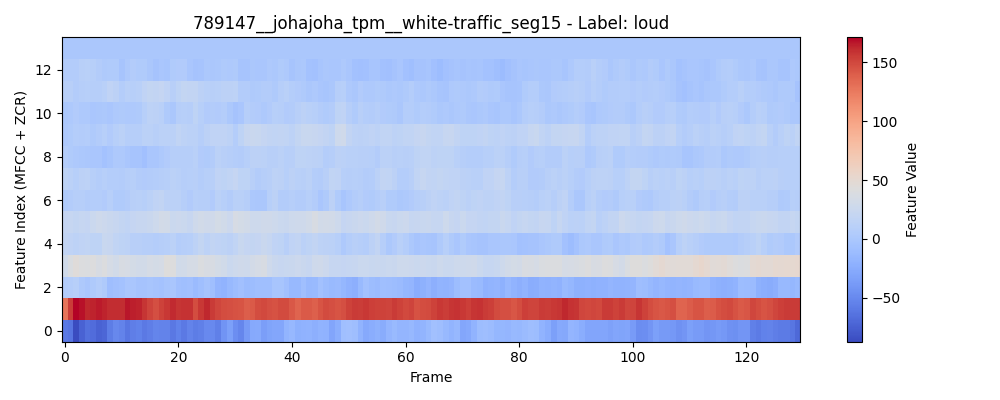 789147__johajoha_tpm__white-traffic_seg15 - Label: loud
Feature Index (MFCC + ZCR)
12
10
8
6
4
2
0
0 20 40 60 80 100 120
Frame
150
100
50
0
−50
Feature Value